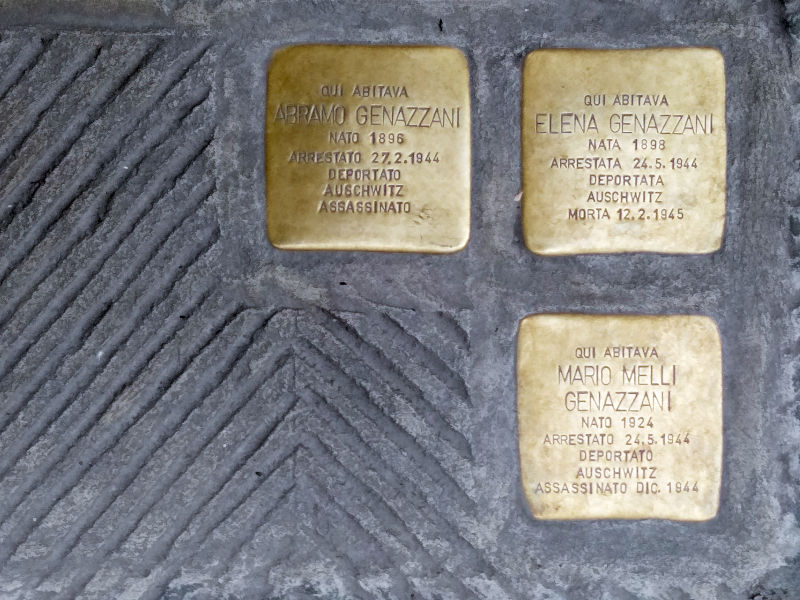 QUI ABITAVA
ABRAMO GENAZZANI
NATO 1896
ARRESTATO 27.2.1944
DEPORTATO
AUSCHWITZ
ASSASSINATO
QUI ABITAVA
ELENA GENAZZANI
NATA 1898
ARRESTATA 24.5.1944
DEPORTATA
AUSCHWITZ
MORTA 12.2.1945
QUI ABITAVA
MARIO MELLI
GENAZZANI
NATO 1924
ARRESTATO 24.5.1944
DEPORTATO
AUSCHWITZ
ASSASSINATO DIC. 1944